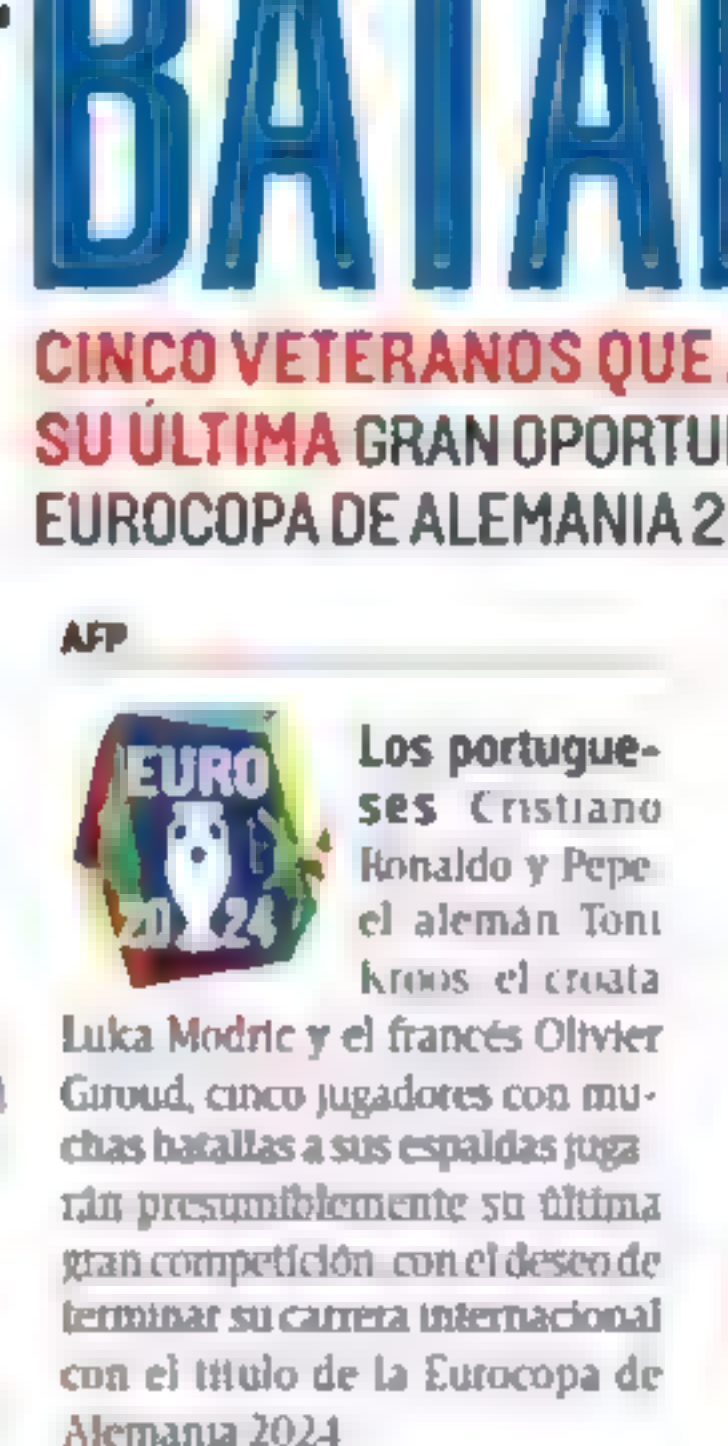 BATAL
CINCO VETERANOS QUE
SU ÚLTIMA GRAN OPORTU
EUROCOPA DE ALEMANIA 2
AFP
EURO
2024
Los portugue-
ses Cristiano
Ronaldo y Pepe
el alemán Toni
Kroos el croata
Luka Modric y el francés Olivier
Giroud, cinco jugadores con mu-
chas batallas a sus espaldas juga
rán presumiblemente su última
gran competición con el deseo de
terminar su carrera internacional
con el título de la Eurocopa de
Alemania 2024